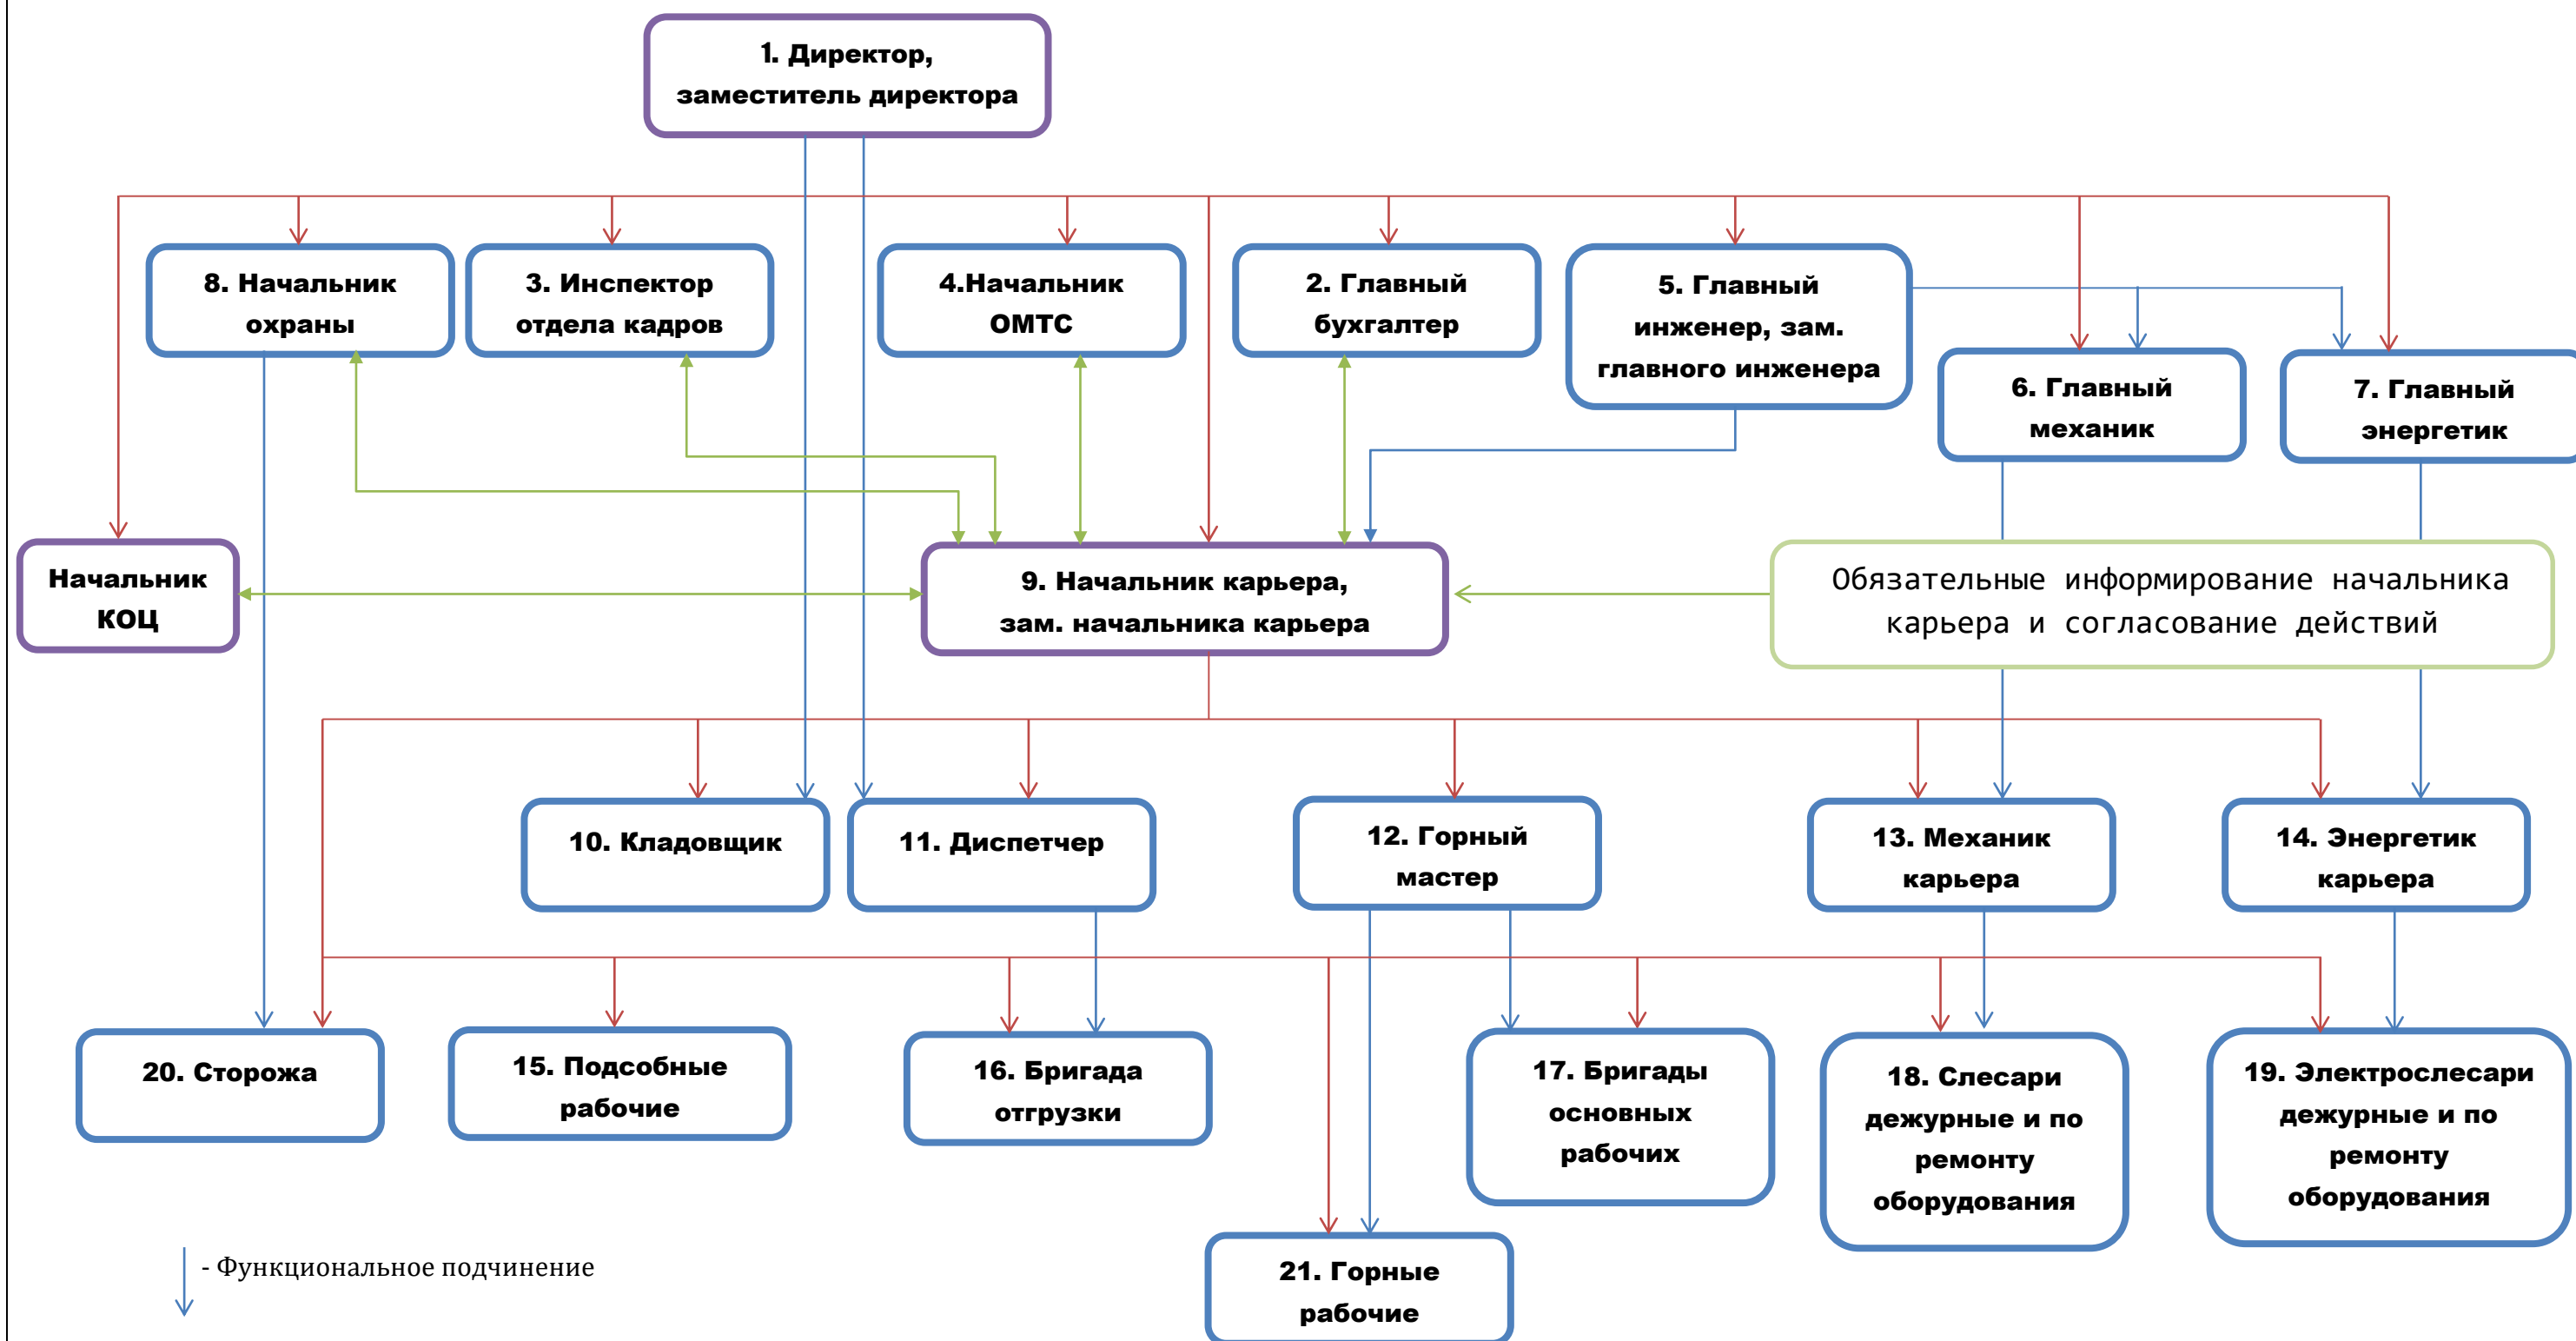 1. Директор,
заместитель директора
8. Начальник
охраны
3. Инспектор
отдела кадров
4.Начальник
ОМТС
2. Главный
бухгалтер
5. Главный
инженер, зам.
главного инженера
6. Главный
механик
7. Главный
энергетик
Начальник
КОЦ
9. Начальник карьера,
зам. начальника карьера
Обязательные информирование начальника
карьера и согласование действий
10. Кладовщик
11. Диспетчер
12. Горный
мастер
13. Механик
карьера
14. Энергетик
карьера
20. Сторожа
15. Подсобные
рабочие
16. Бригада
отгрузки
17. Бригады
основных
рабочих
18. Слесари
дежурные и по
ремонту
оборудования
19. Электрослесари
дежурные и по
ремонту
оборудования
21. Горные
рабочие
- Функциональное подчинение